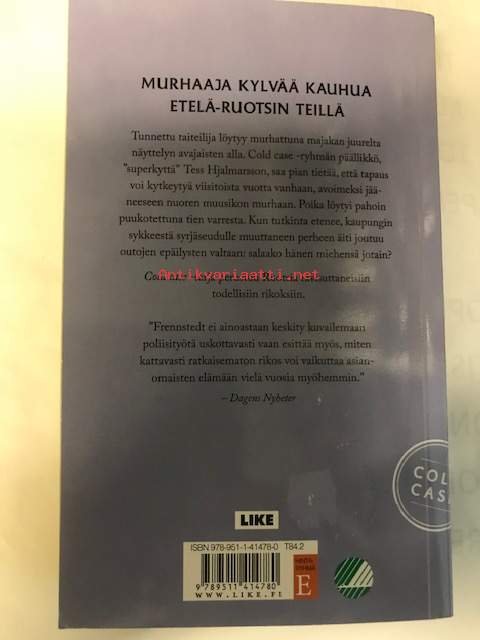 MURHAAJA KYLVÄÄ KAUHUA
ETELÄ-RUOTSIN TEILLÄ
Tunnettu taiteilija löytyy murhattuna majakan juurelta
näyttelyn avajaisten alla. Cold case -ryhmän päällikkö,
"superkyttä" Tess Hjalmarsson, saa pian tietää, että tapaus
voi kytkeytyä viisitoista vuotta vanhaan, avoimeksi jää-
neeseen nuoren muusikon murhaan. Poika löytyi pahoin
puukotettuna tien varresta. Kun tutkinta etenee, kaupungin
sykkeestä syrjäseudulle muuttaneen perheen äiti joutuu
outojen epäilysten valtaan: salaako hänen miehensä jotain?
Antikvariaatti.net
todellisiin rikoksiin.
"Frennstedt ei ainoastaan keskity kuvailemaan
poliisityötä uskottavasti vaan esittää myös, miten
kattavasti ratkaisematon rikos voi vaikuttaa asian-
omaisten elämään vielä vuosia myöhemmin."
– Dagens Nyheter
COL
CAS
LIKE
ISBN 978-951-1-41478-0 T84.2
HINTA
RYHMÄ
E
9 789511 414780
WWW.LIKE.FI